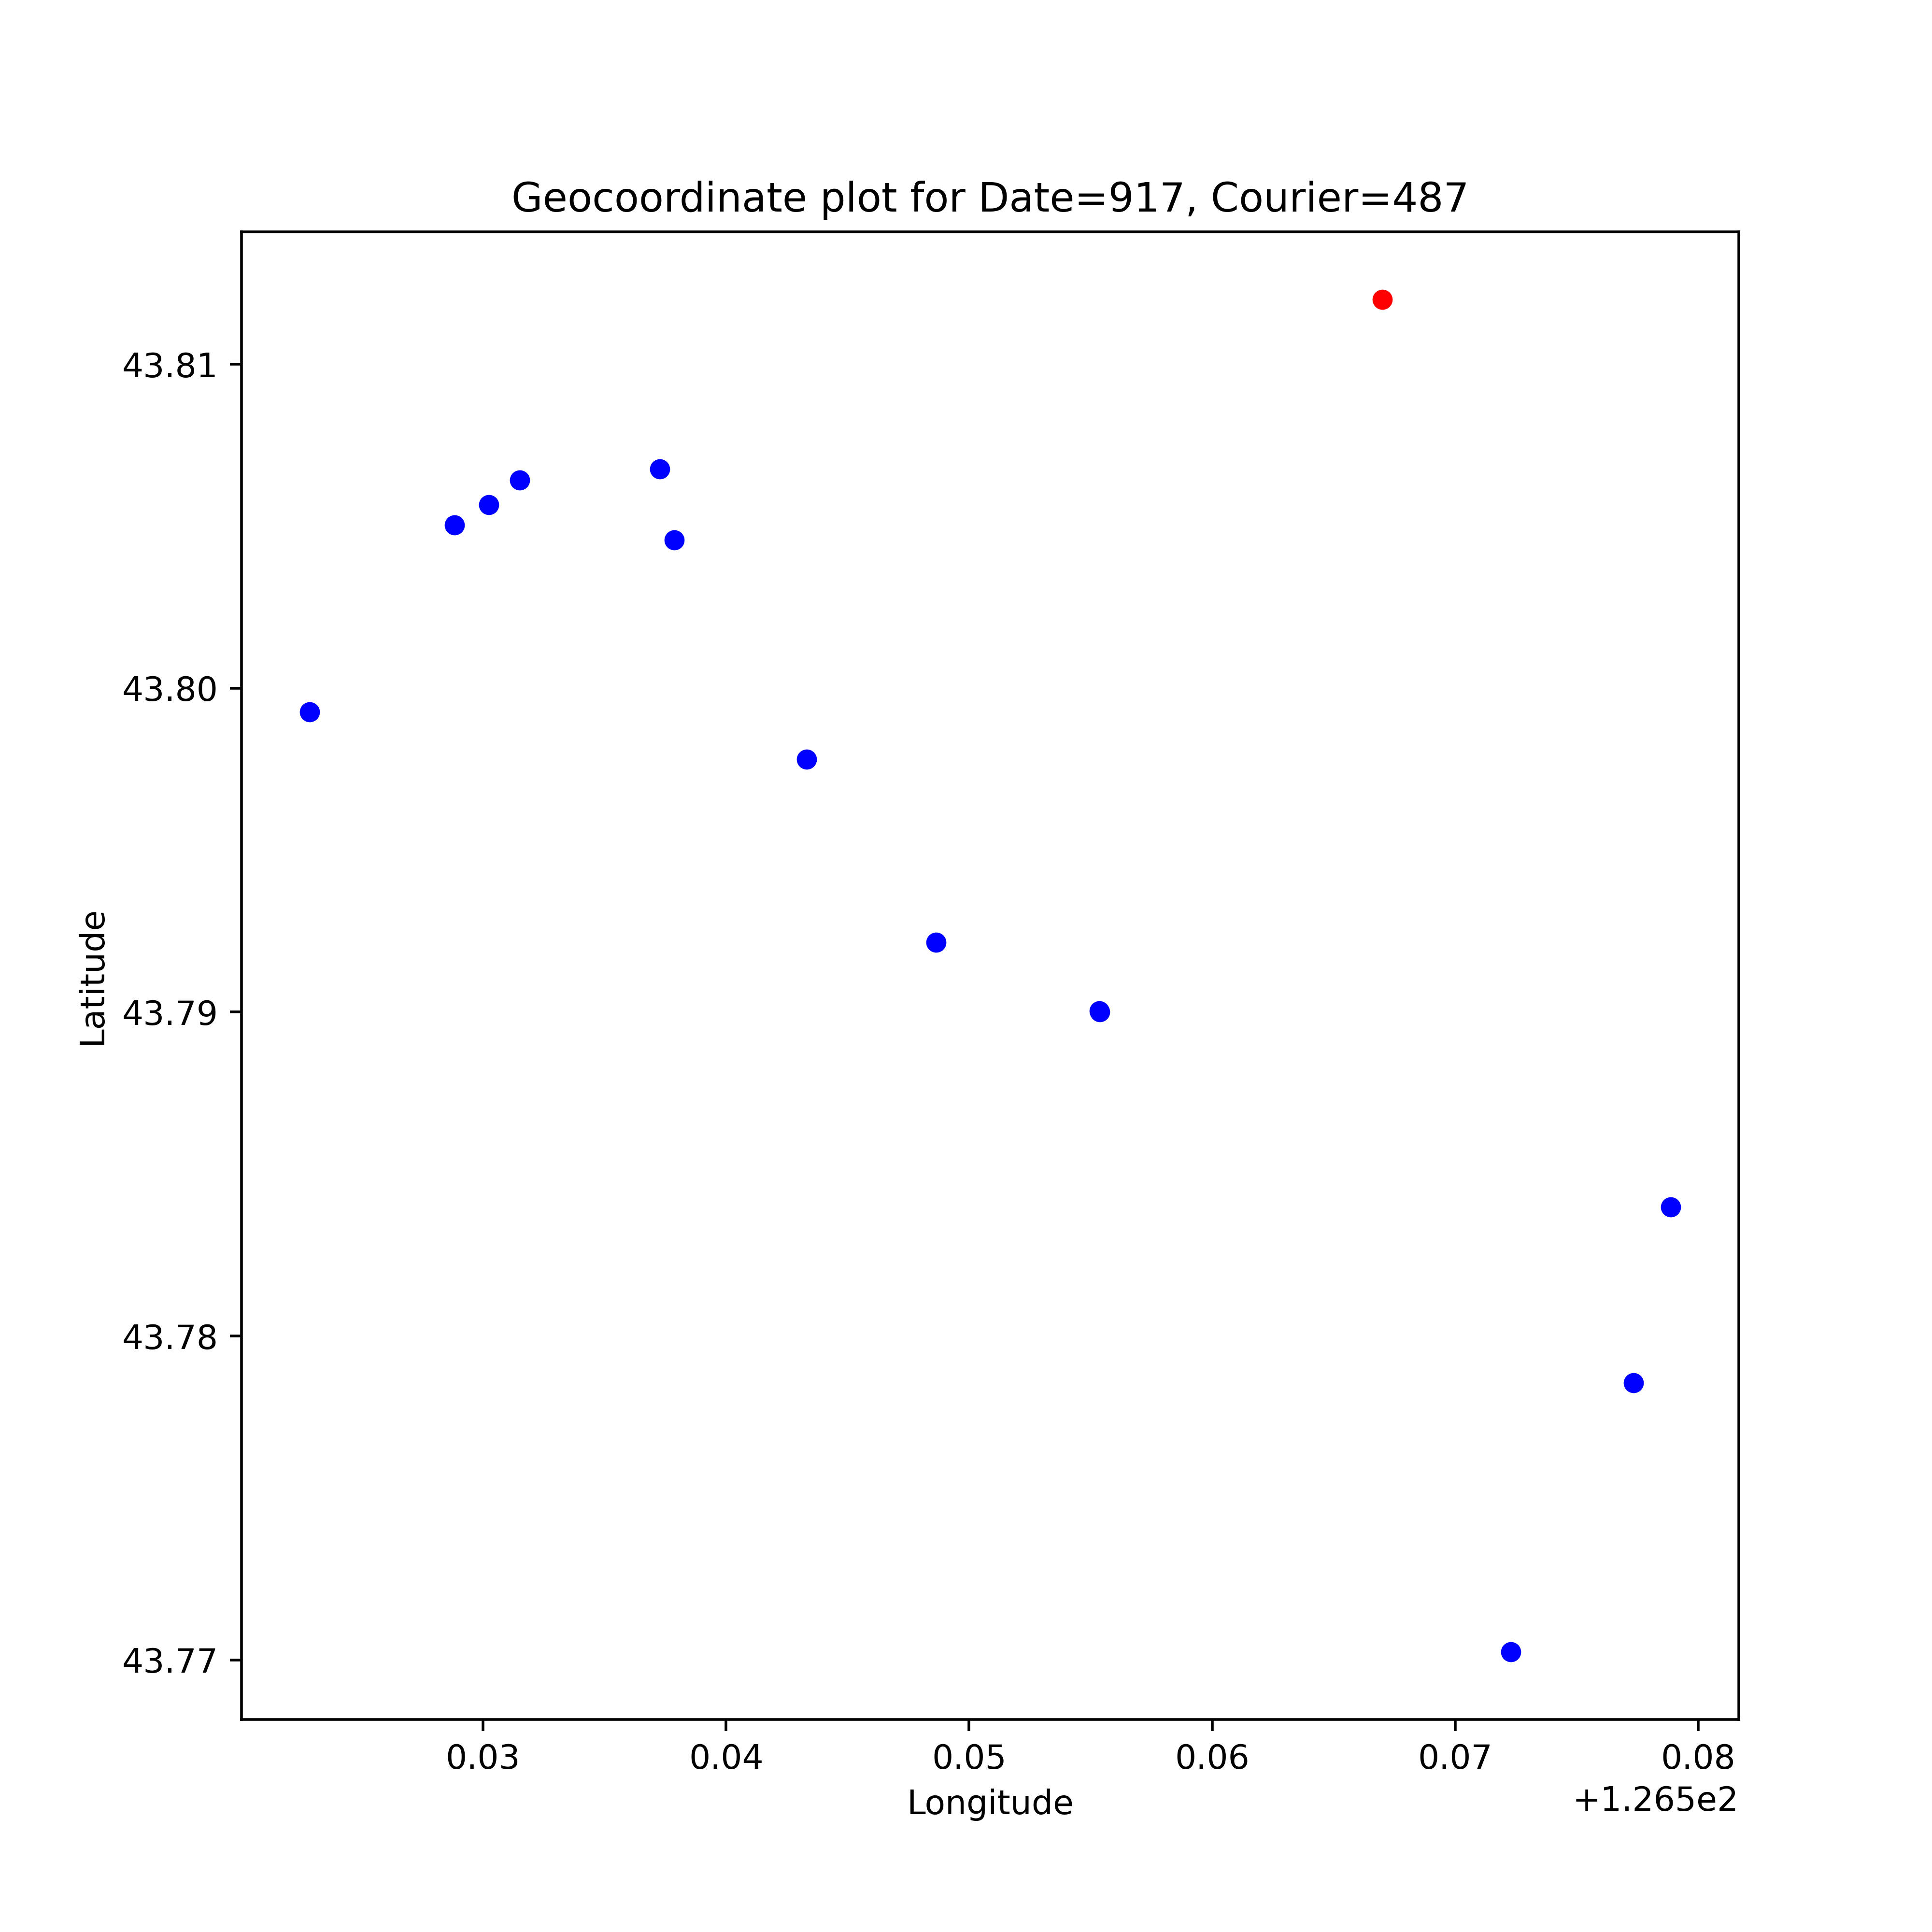 Geocoordinate plot for Date=917, Courier=487
43.81
43.80
43.79
43.78
43.77
Latitude
0.03 0.04 0.05 0.06 0.07 0.08
+1.265e2
Longitude